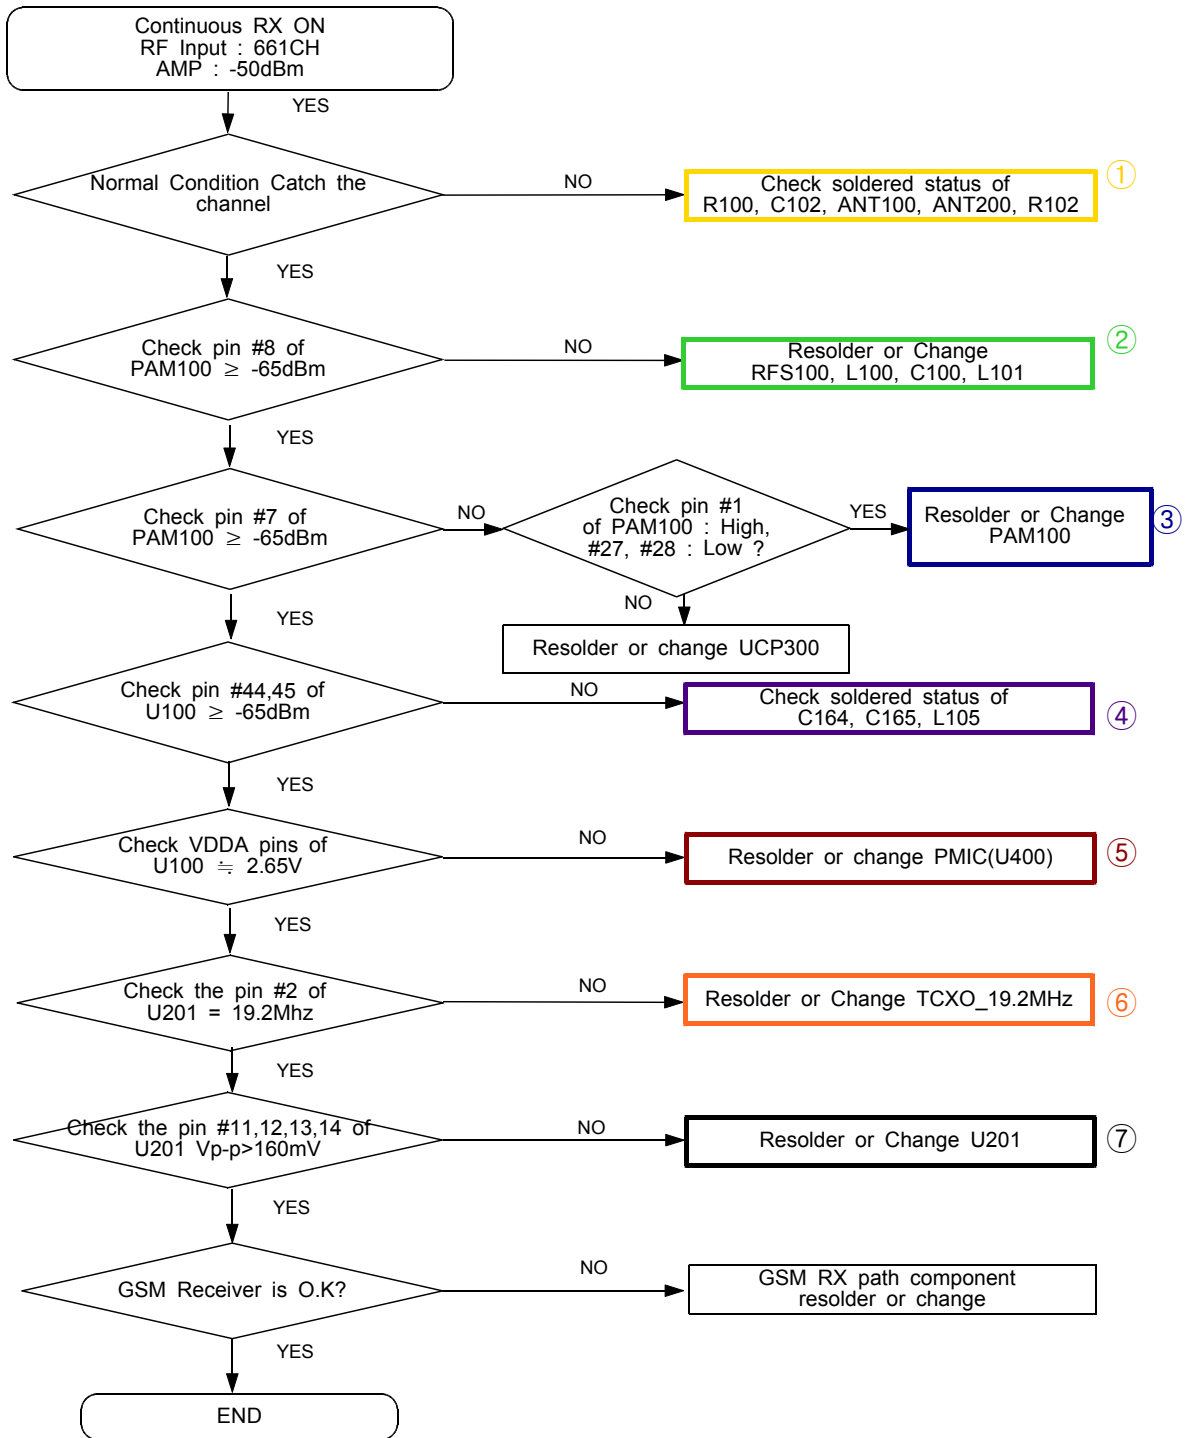 Continuous RX ON
RF Input : 661CH
AMP : -50dBm
YES
Normal Condition Catch the
channel
NO
Check soldered status of
R100, C102, ANT100, ANT200, R102
①
YES
Check pin #8 of
PAM100 ≥ -65dBm
NO
Resolder or Change
RFS100, L100, C100, L101
②
YES
Check pin #7 of
PAM100 ≥ -65dBm
NO
Check pin #1
of PAM100 : High,
#27, #28 : Low ?
YES
Resolder or Change
PAM100
③
NO
Resolder or change UCP300
YES
Check pin #44,45 of
U100 ≥ -65dBm
NO
Check soldered status of
C164, C165, L105
④
YES
Check VDDA pins of
U100 ≒ 2.65V
NO
Resolder or change PMIC(U400)
⑤
YES
Check the pin #2 of
U201 = 19.2Mhz
NO
Resolder or Change TCXO_19.2MHz
⑥
YES
Check the pin #11,12,13,14 of
U201 Vp-p>160mV
NO
Resolder or Change U201
⑦
YES
GSM Receiver is O.K?
NO
GSM RX path component
resolder or change
YES
END